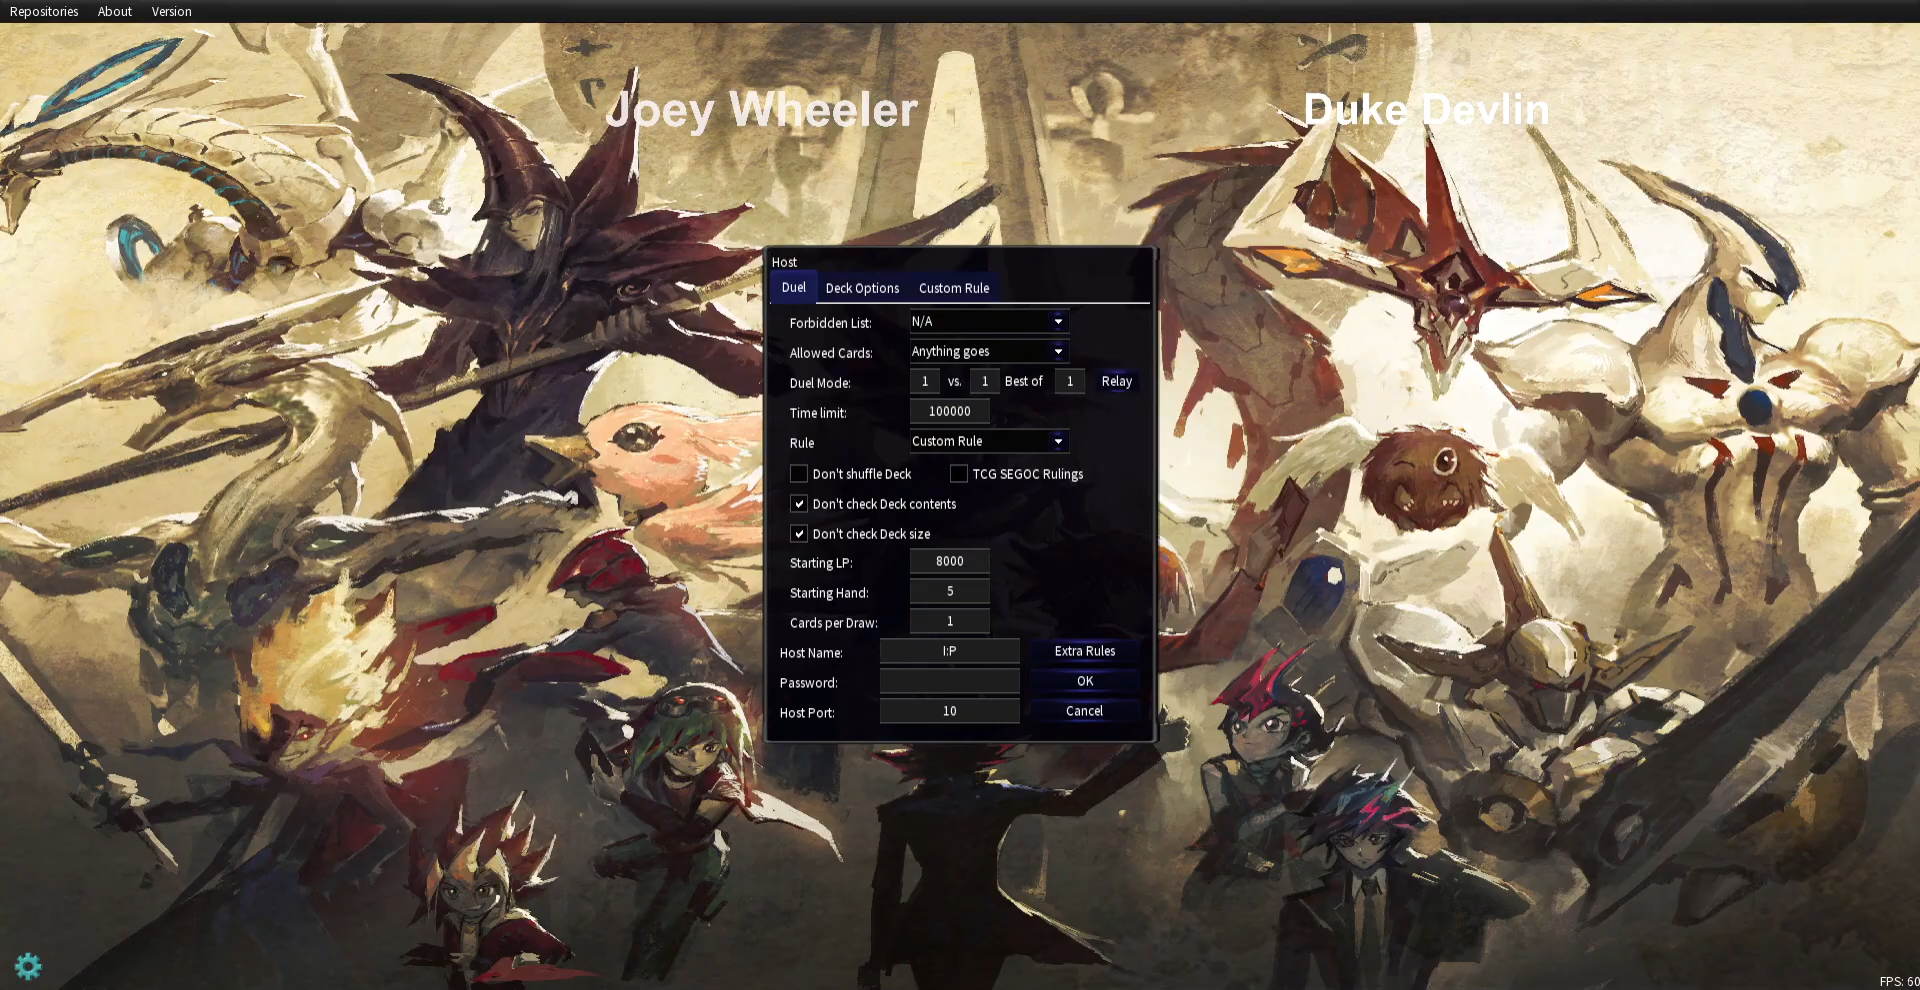 Repositories About Version
Joey Wheeler Duke Devlin
Host
Duel Deck Options Custom Rule
Forbidden List: N/A
Allowed Cards: Anything goes
Duel Mode: 1 vs. 1 Best of 1 Relay
Time limit: 100000
Rule Custom Rule
Don't shuffle Deck TCG SEGOC Rulings
Don't check Deck contents
Don't check Deck size
Starting LP: 8000
Starting Hand: 5
Cards per Draw: 1
Host Name: I:P Extra Rules
Password: OK
Host Port: 10 Cancel
FPS: 60